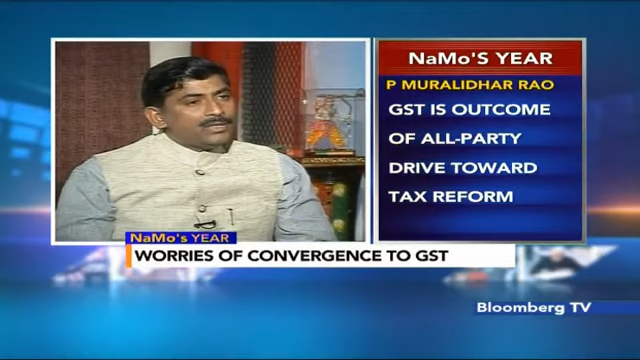 NaMo'S YEAR
P MURALIDHAR RAO
GST IS OUTCOME
OF ALL-PARTY
DRIVE TOWARD
TAX REFORM
NaMo's YEAR
WORRIES OF CONVERGENCE TO GST
Bloomberg TV